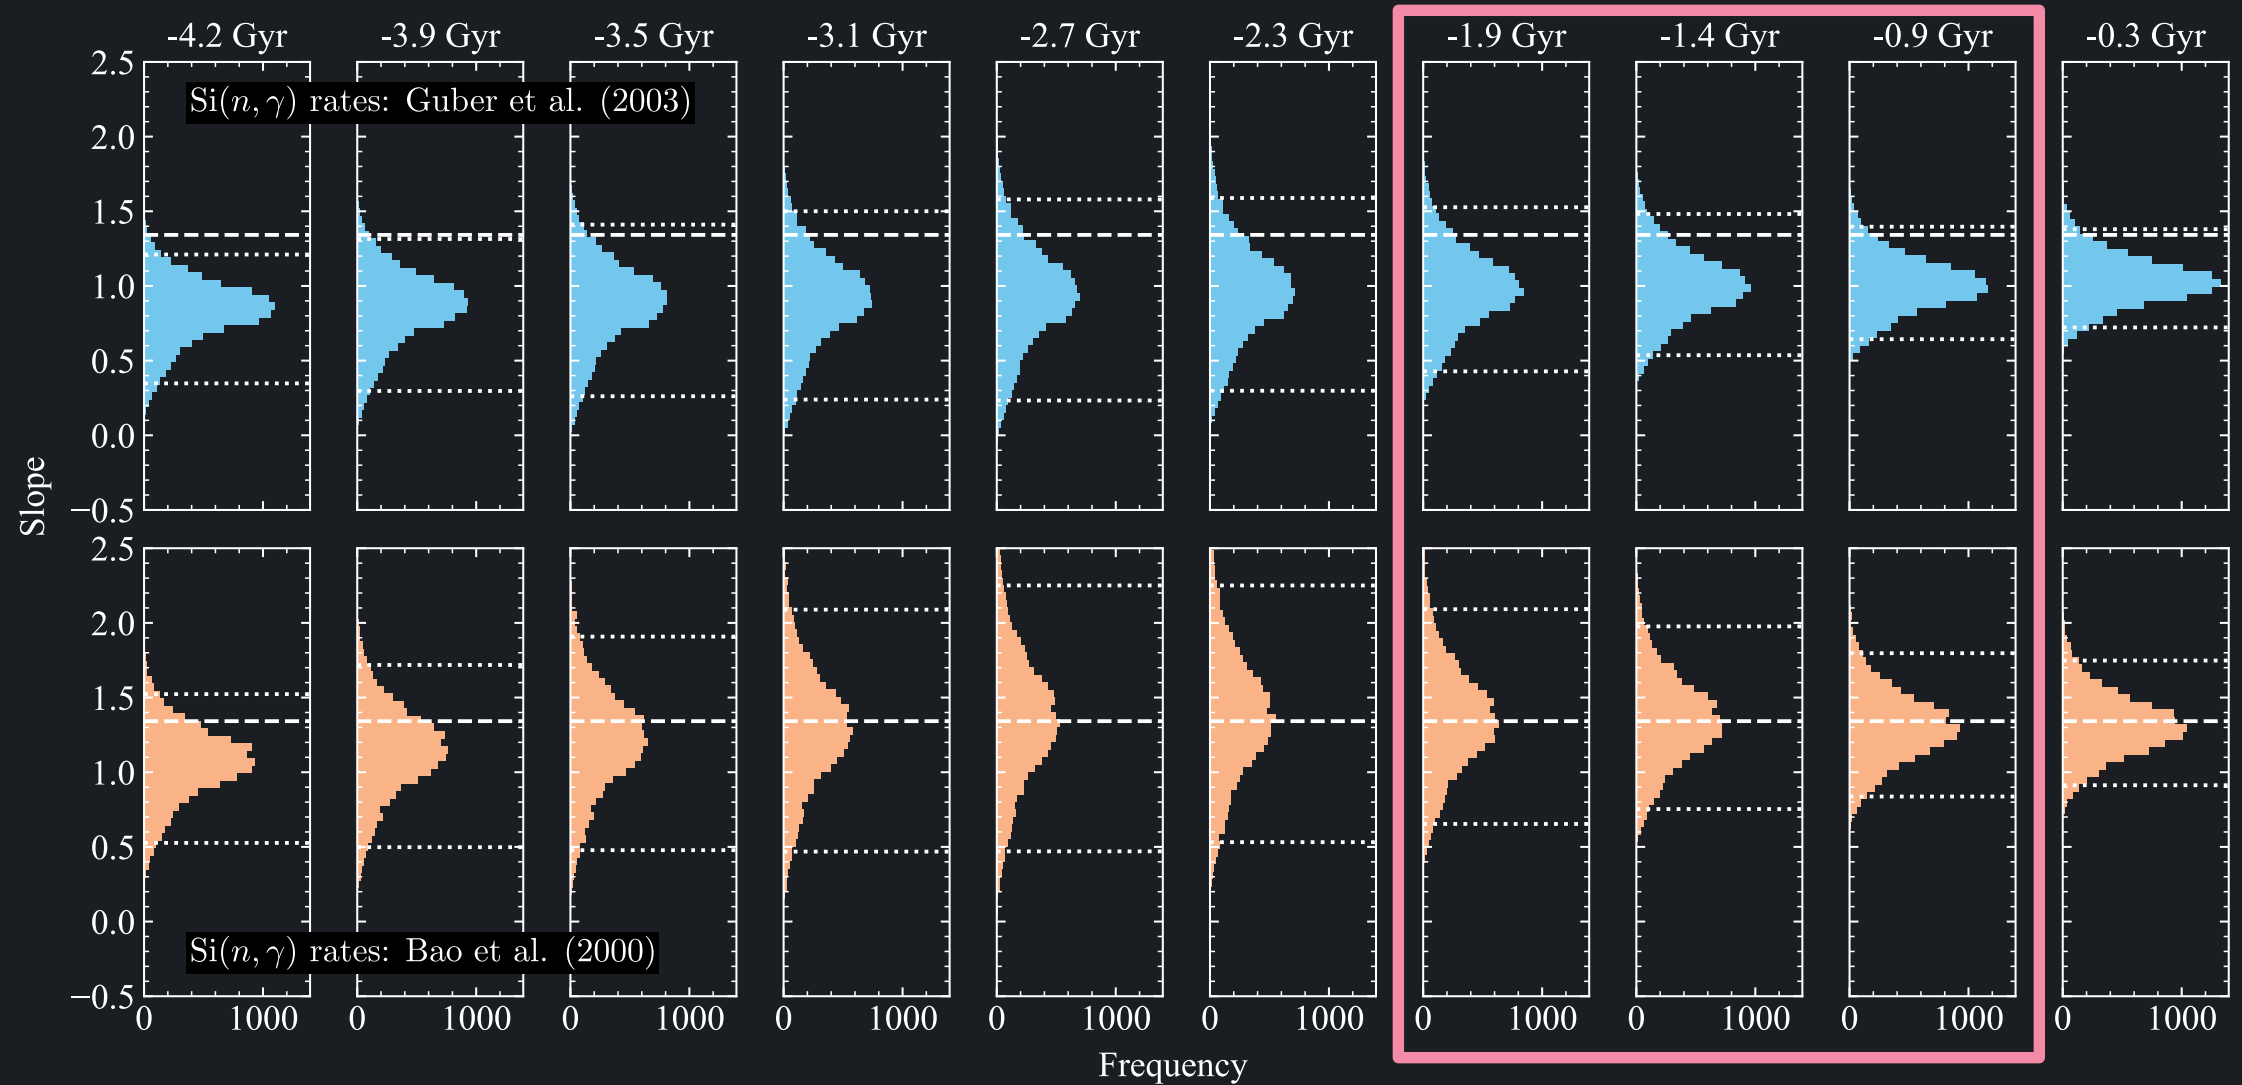 -4.2 Gyr -3.9 Gyr -3.5 Gyr -3.1 Gyr -2.7 Gyr -2.3 Gyr -1.9 Gyr -1.4 Gyr -0.9 Gyr -0.3 Gyr
2.5
Si(n, γ) rates: Guber et al. (2003)
2.0
1.5
1.0
0.5
0.0
−0.5
Slope
2.5
2.0
1.5
1.0
0.5
0.0
Si(n, γ) rates: Bao et al. (2000)
−0.5
0 1000 0 1000 0 1000 0 1000 0 1000 0 1000 0 1000 0 1000 0 1000 0 1000
Frequency